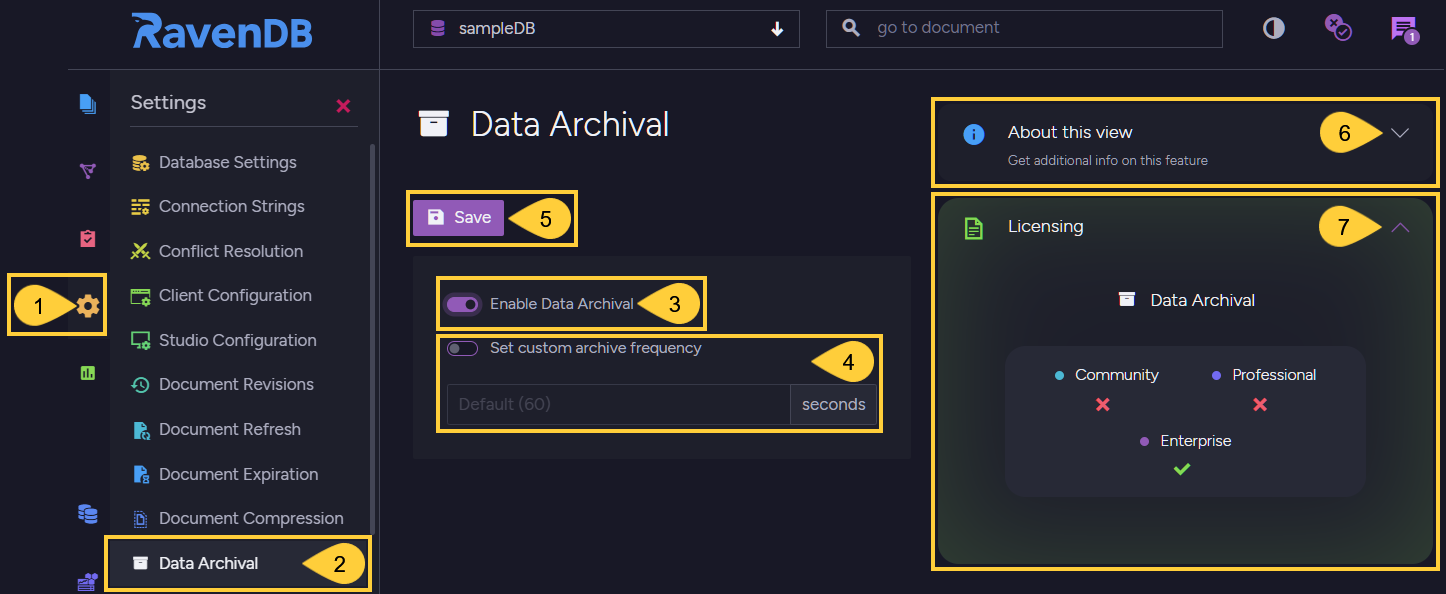 RavenDB
sampleDB
go to document
1
Settings
Database Settings
Connection Strings
Conflict Resolution
Client Configuration
Studio Configuration
Document Revisions
Document Refresh
Document Expiration
Document Compression
Data Archival
1
2
Data Archival
Save
5
Enable Data Archival
3
Set custom archive frequency
4
Default (60)
seconds
About this view
Get additional info on this feature
6
Licensing
7
Data Archival
Community
Professional
Enterprise